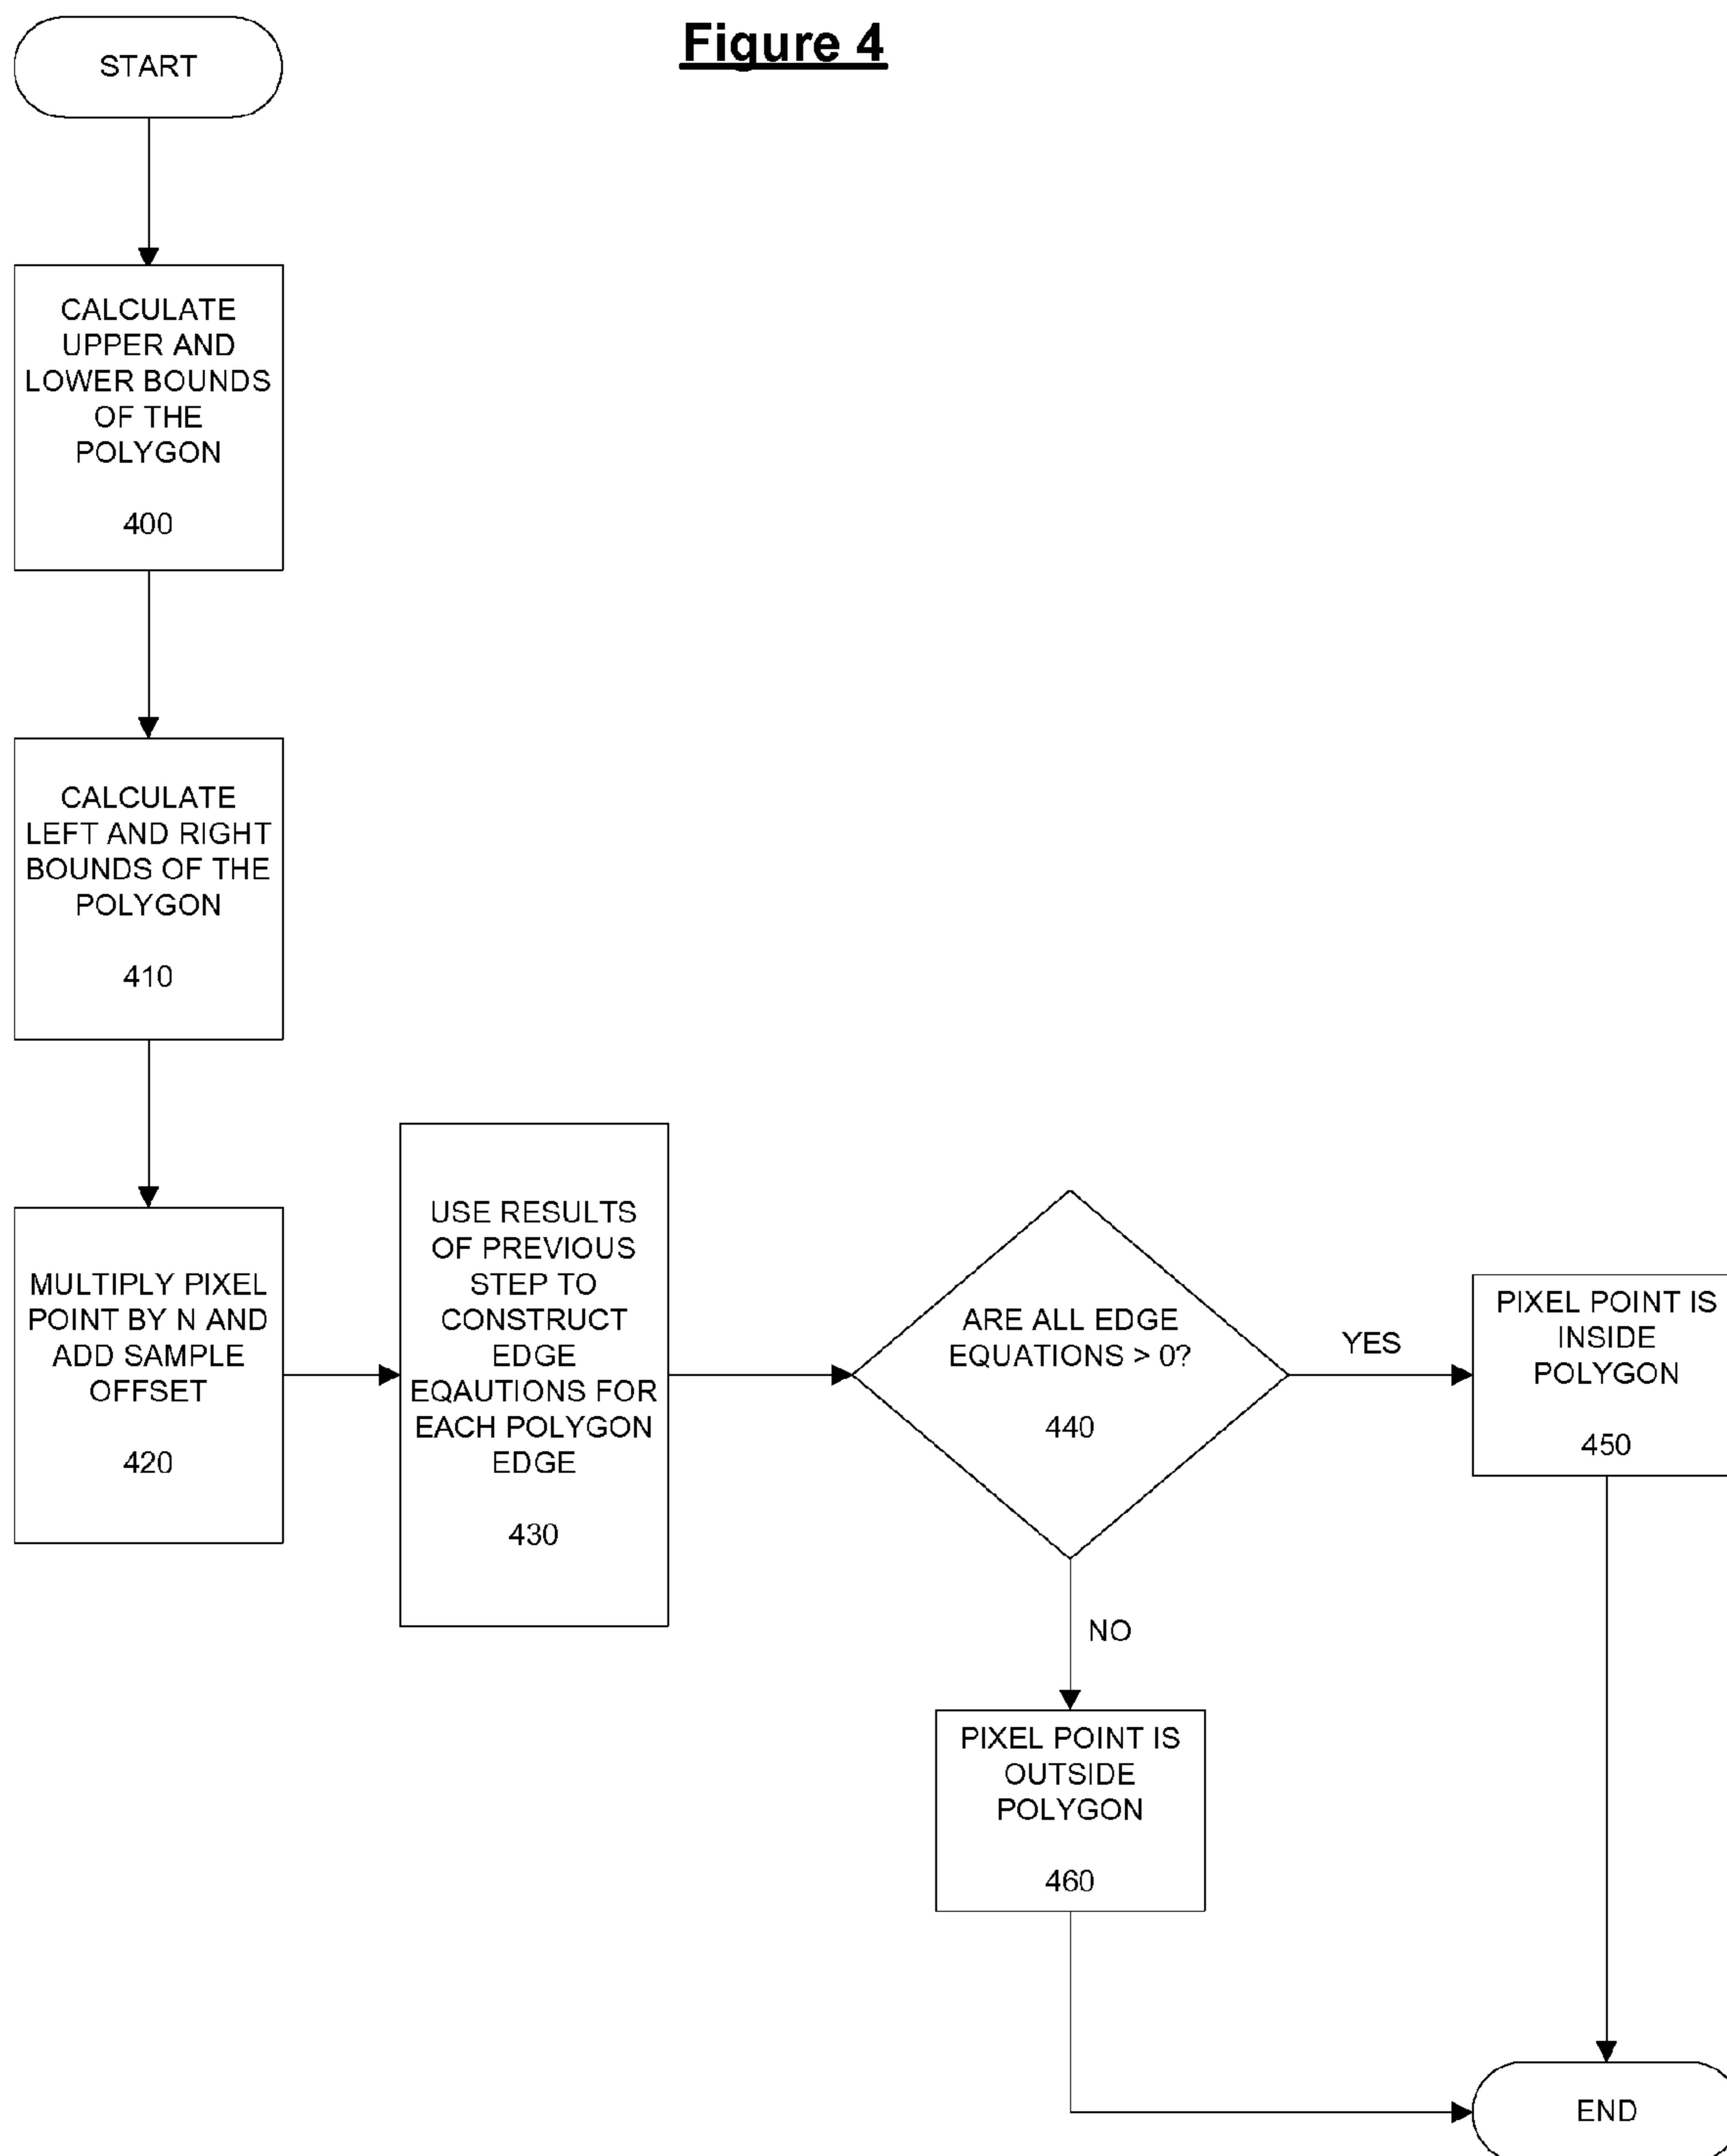 Figure 4
START
CALCULATE
UPPER AND
LOWER BOUNDS
OF THE
POLYGON
400
CALCULATE
LEFT AND RIGHT
BOUNDS OF THE
POLYGON
410
MULTIPLY PIXEL
POINT BY N AND
ADD SAMPLE
OFFSET
420
USE RESULTS
OF PREVIOUS
STEP TO
CONSTRUCT
EDGE
EQAUTIONS FOR
EACH POLYGON
EDGE
430
ARE ALL EDGE
EQUATIONS > 0?
440
YES
PIXEL POINT IS
INSIDE
POLYGON
450
NO
PIXEL POINT IS
OUTSIDE
POLYGON
460
END